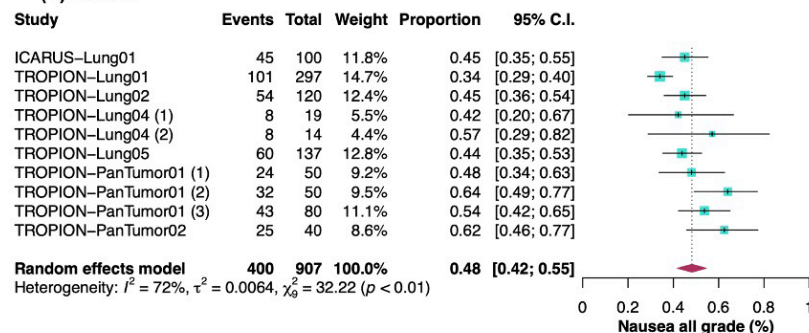 Study Events Total Weight Proportion 95% C.I.
ICARUS−Lung01 45 100 11.8% 0.45 [0.35; 0.55]
TROPION−Lung01 101 297 14.7% 0.34 [0.29; 0.40]
TROPION−Lung02 54 120 12.4% 0.45 [0.36; 0.54]
TROPION−Lung04 (1) 8 19 5.5% 0.42 [0.20; 0.67]
TROPION−Lung04 (2) 8 14 4.4% 0.57 [0.29; 0.82]
TROPION−Lung05 60 137 12.8% 0.44 [0.35; 0.53]
TROPION−PanTumor01 (1) 24 50 9.2% 0.48 [0.34; 0.63]
TROPION−PanTumor01 (2) 32 50 9.5% 0.64 [0.49; 0.77]
TROPION−PanTumor01 (3) 43 80 11.1% 0.54 [0.42; 0.65]
TROPION−PanTumor02 25 40 8.6% 0.62 [0.46; 0.77]
Random effects model 400 907 100.0% 0.48 [0.42; 0.55]
Heterogeneity: I² = 72%, τ² = 0.0064, χ²₉ = 32.22 (p < 0.01)
0 0.2 0.4 0.6 0.8 1
Nausea all grade (%)